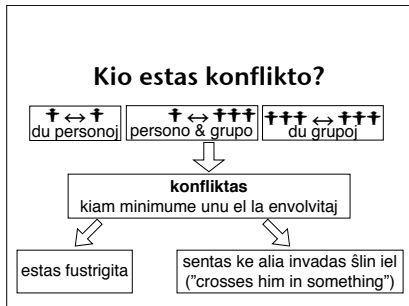 Kio estas konflikto?
du personoj
persono & grupo
du grupoj
konfliktas
kiam minimume unu el la envolvitaj
estas fustrigita
sentas ke alia invadas ŝlin iel
("crosses him in something")